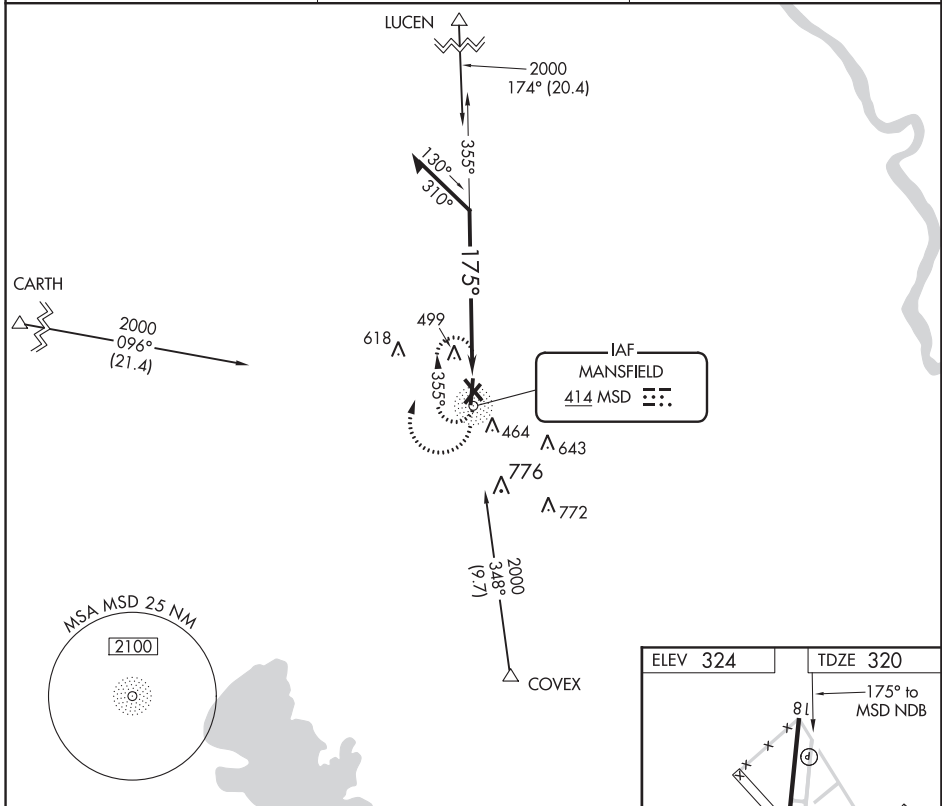 LUCEN
2000
174° (20.4)
355°
130°
310°
175°
CARTH
2000
096°
(21.4)
618
499
355°
IAF
MANSFIELD
414 MSD
464
643
776
772
2000
348°
(9.7)
COVEX
MSA MSD 25 NM
2100
ELEV 324
TDZE 320
175° to
MSD NDB
18
P